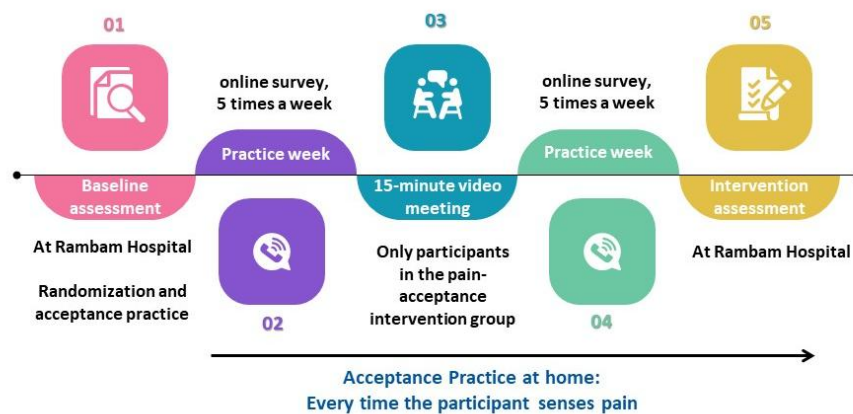 01
Baseline
assessment
At Rambam Hospital
Randomization and
acceptance practice
online survey,
5 times a week
Practice week
02
03
15-minute video
meeting
Only participants
in the pain-
acceptance
intervention group
online survey,
5 times a week
Practice week
04
05
Intervention
assessment
At Rambam Hospital
Acceptance Practice at home:
Every time the participant senses pain